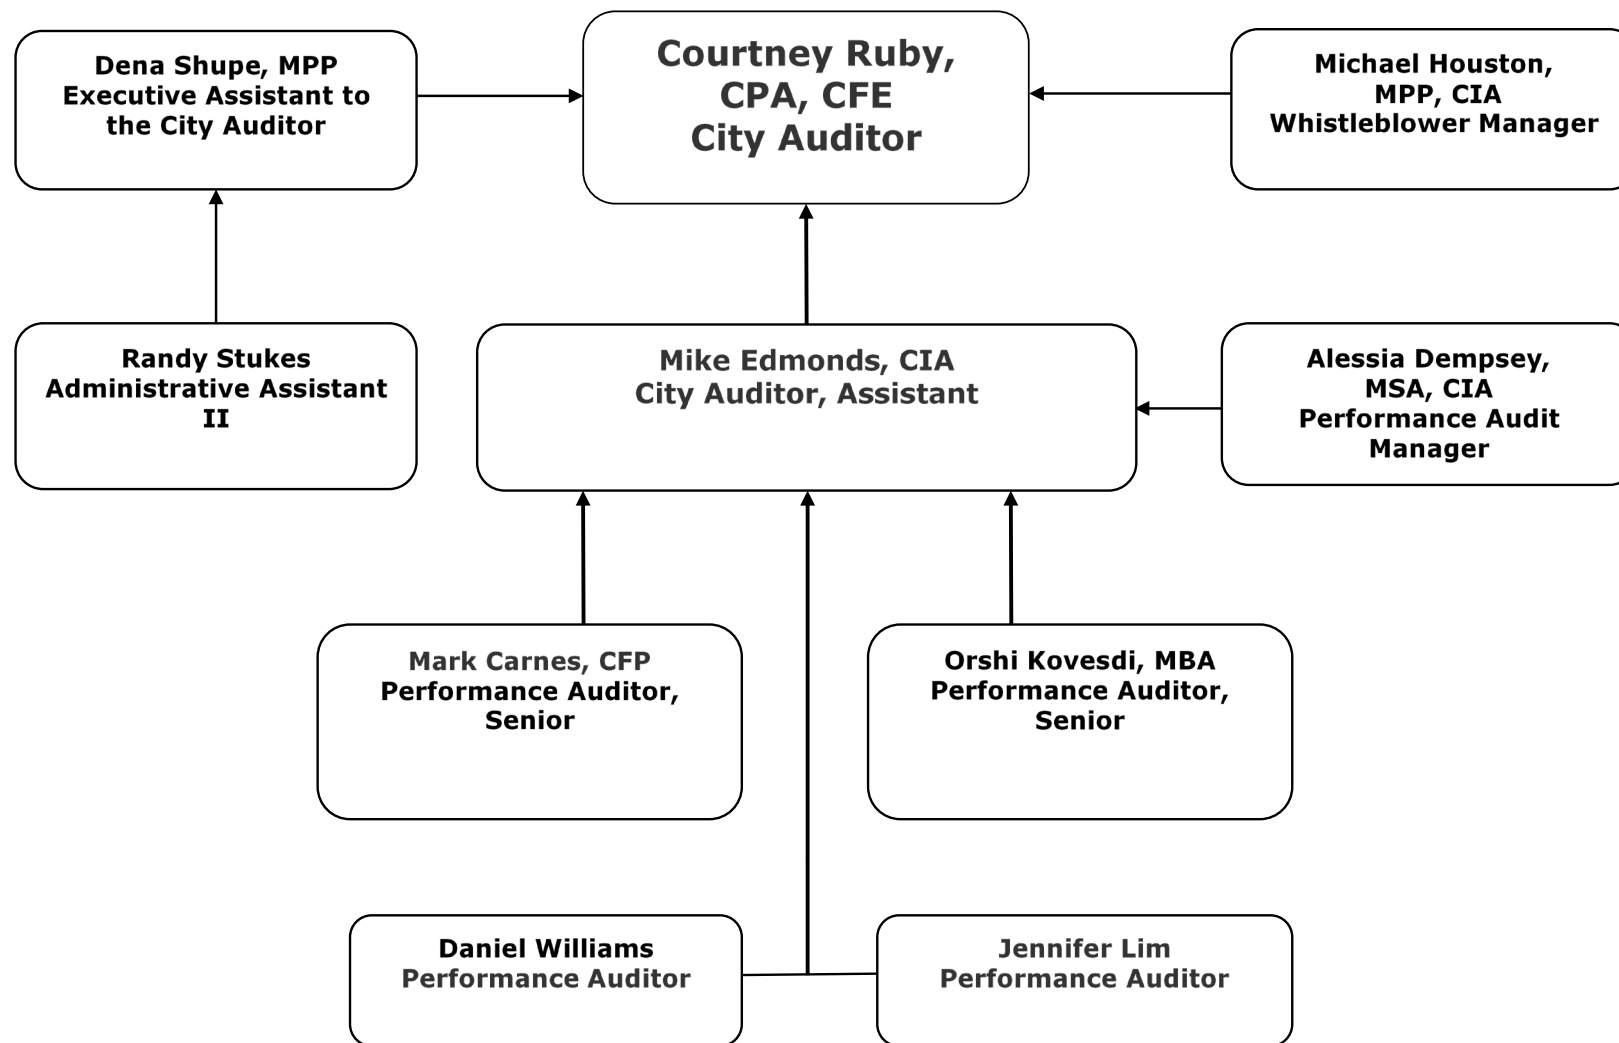 Dena Shupe, MPP
Executive Assistant to
the City Auditor
Courtney Ruby,
CPA, CFE
City Auditor
Michael Houston,
MPP, CIA
Whistleblower Manager
Randy Stukes
Administrative Assistant
II
Mike Edmonds, CIA
City Auditor, Assistant
Alessia Dempsey,
MSA, CIA
Performance Audit
Manager
Mark Carnes, CFP
Performance Auditor,
Senior
Orshi Kovesdi, MBA
Performance Auditor,
Senior
Daniel Williams
Performance Auditor
Jennifer Lim
Performance Auditor